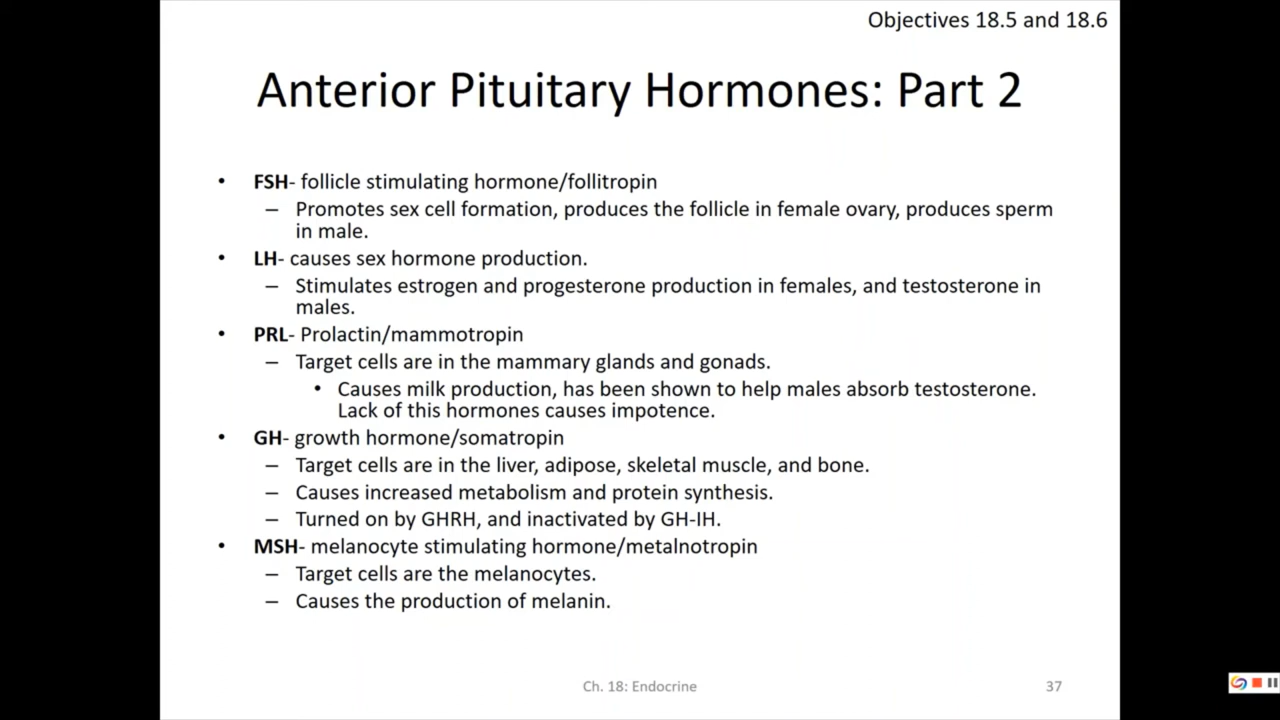 Objectives 18.5 and 18.6
Anterior Pituitary Hormones: Part 2
• FSH- follicle stimulating hormone/follitropin
– Promotes sex cell formation, produces the follicle in female ovary, produces sperm
in male.
• LH- causes sex hormone production.
– Stimulates estrogen and progesterone production in females, and testosterone in
males.
• PRL- Prolactin/mammotropin
– Target cells are in the mammary glands and gonads.
• Causes milk production, has been shown to help males absorb testosterone.
Lack of this hormones causes impotence.
• GH- growth hormone/somatropin
– Target cells are in the liver, adipose, skeletal muscle, and bone.
– Causes increased metabolism and protein synthesis.
– Turned on by GHRH, and inactivated by GH-IH.
• MSH- melanocyte stimulating hormone/metalnotropin
– Target cells are the melanocytes.
– Causes the production of melanin.
Ch. 18: Endocrine
37